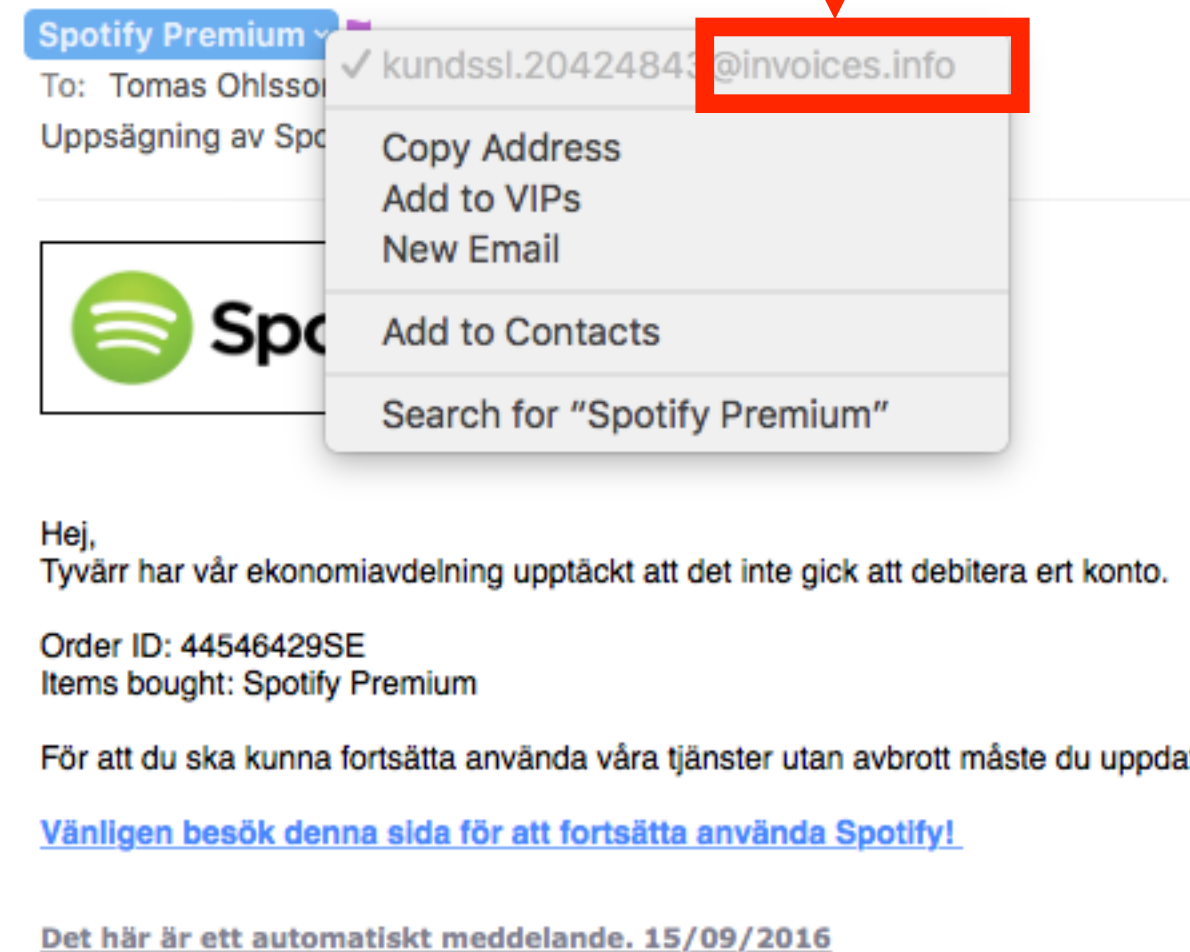 Spotify Premium
kundssl.20424843@invoices.info
To: Tomas Ohlsson
Uppsägning av Spo
Copy Address
Add to VIPs
New Email
Add to Contacts
Search for "Spotify Premium"
Spo
Hej,
Tyvärr har vår ekonomiavdelning upptäckt att det inte gick att debitera ert konto.
Order ID: 44546429SE
Items bought: Spotify Premium
För att du ska kunna fortsätta använda våra tjänster utan avbrott måste du uppda
Vänligen besök denna sida för att fortsätta använda Spotify!
Det här är ett automatiskt meddelande. 15/09/2016